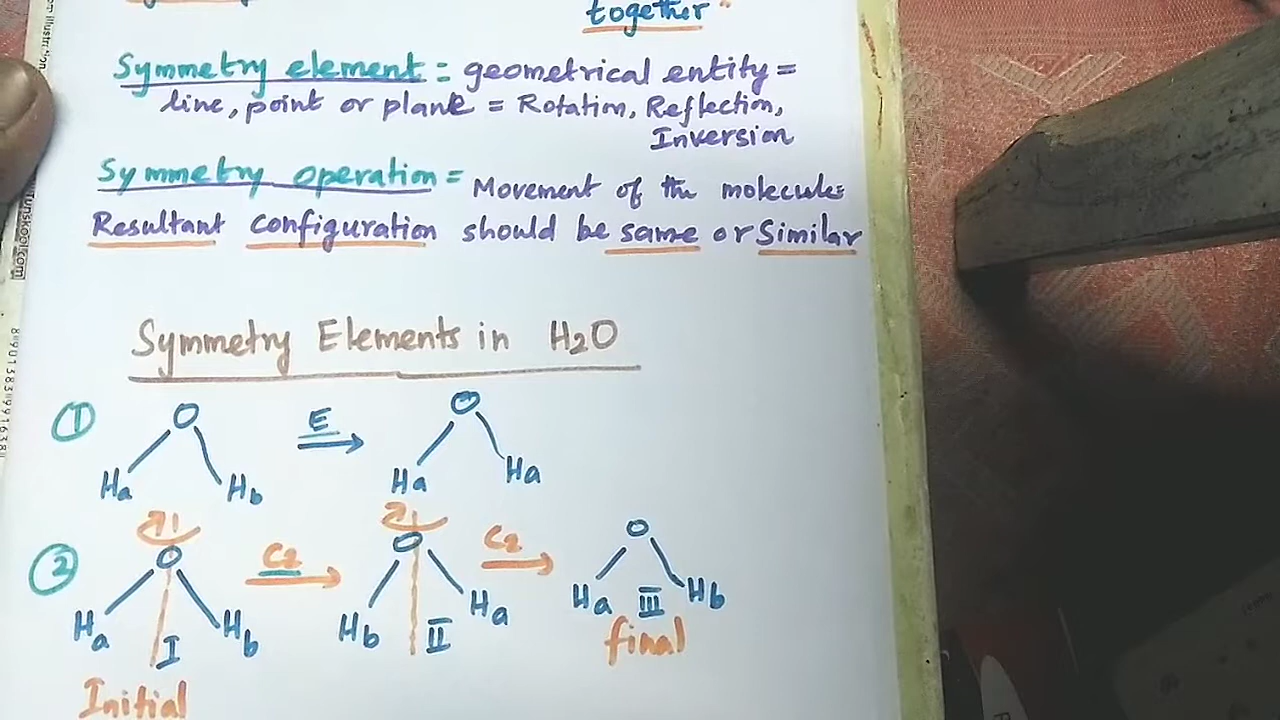 together"
Symmetry element = geometrical entity =
line, point or plane = Rotation, Reflection,
Inversion
Symmetry operation = Movement of the molecule
Resultant configuration should be same or Similar
Symmetry Elements in H2O
① O E O
Ha Hb Ha Ha
② O C2 O C2 O
Ha Hb Hb Ha Ha III Hb
I II final
Initial